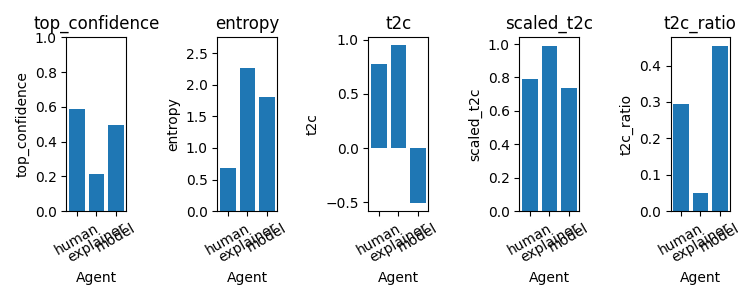 top_confidence
entropy
t2c
scaled_t2c
t2c_ratio
top_confidence
1.0
0.8
0.6
0.4
0.2
0.0
human
explainer
model
Agent
entropy
2.5
2.0
1.5
1.0
0.5
0.0
human
explainer
model
Agent
t2c
1.0
0.5
0.0
−0.5
human
explainer
model
Agent
scaled_t2c
1.0
0.8
0.6
0.4
0.2
0.0
human
explainer
model
Agent
t2c_ratio
0.4
0.3
0.2
0.1
0.0
human
explainer
model
Agent